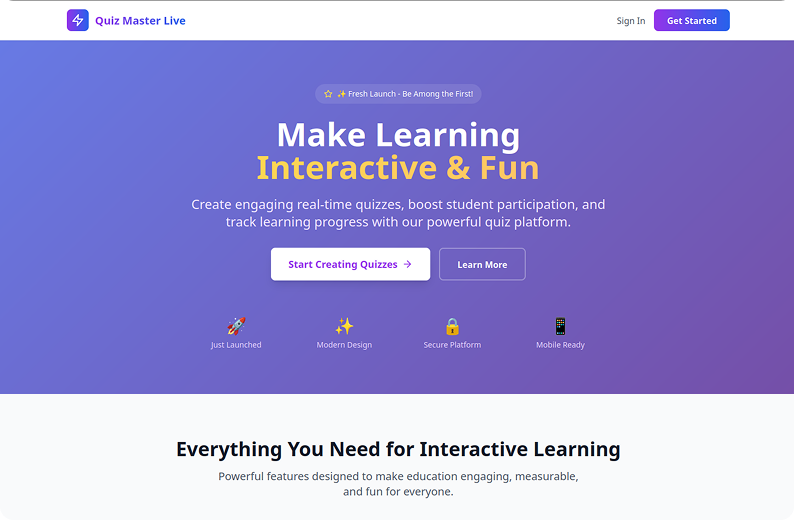 Quiz Master Live
Sign In
Get Started
✨ Fresh Launch - Be Among the First!
Make Learning
Interactive & Fun
Create engaging real-time quizzes, boost student participation, and
track learning progress with our powerful quiz platform.
Start Creating Quizzes →
Learn More
Just Launched
Modern Design
Secure Platform
Mobile Ready
Everything You Need for Interactive Learning
Powerful features designed to make education engaging, measurable,
and fun for everyone.